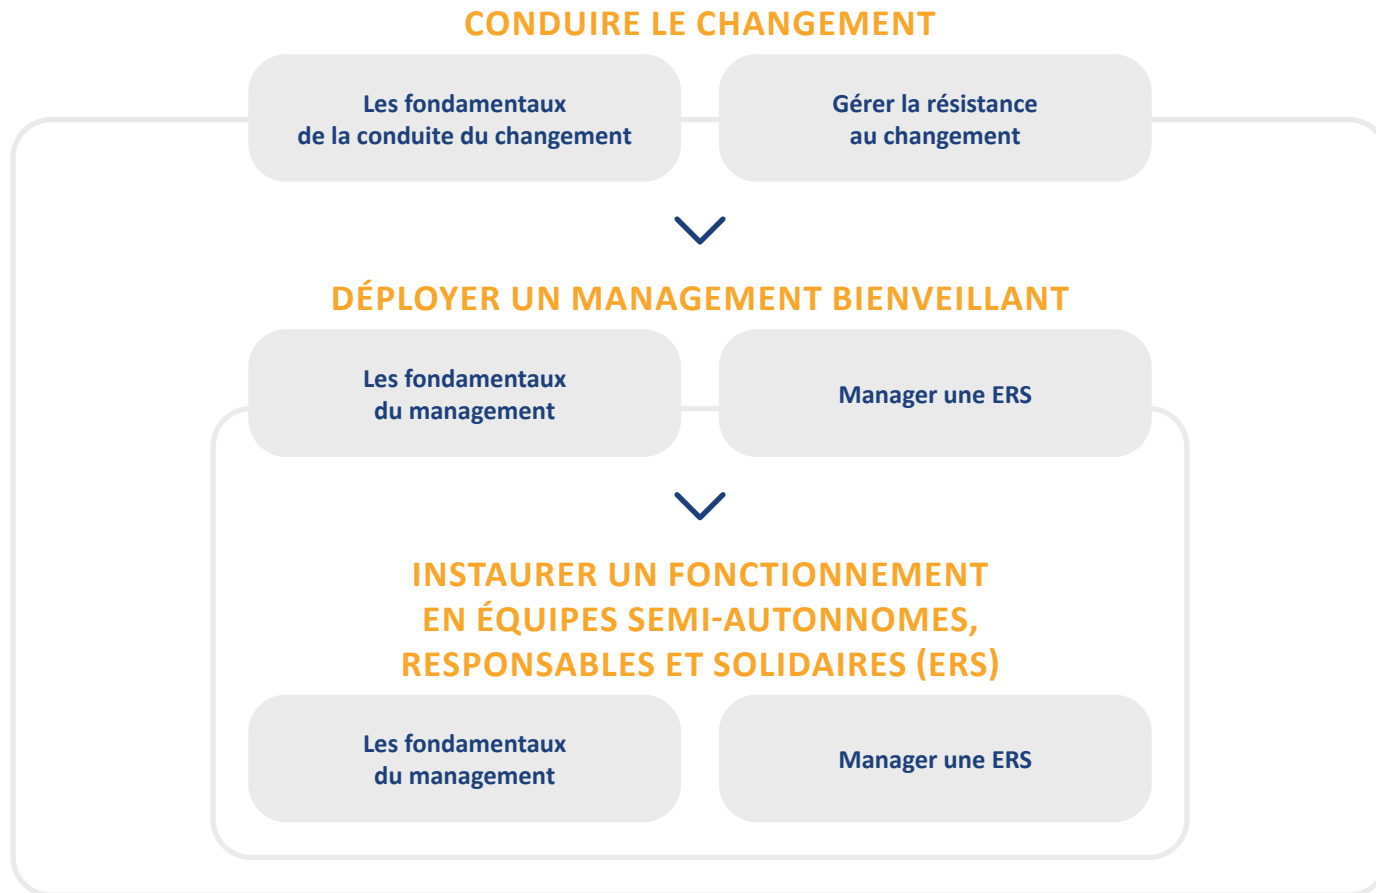 CONDUIRE LE CHANGEMENT
Les fondamentaux
de la conduite du changement
Gérer la résistance
au changement
DÉPLOYER UN MANAGEMENT BIENVEILLANT
Les fondamentaux
du management
Manager une ERS
INSTAURER UN FONCTIONNEMENT
EN ÉQUIPES SEMI-AUTONNOMES,
RESPONSABLES ET SOLIDAIRES (ERS)
Les fondamentaux
du management
Manager une ERS